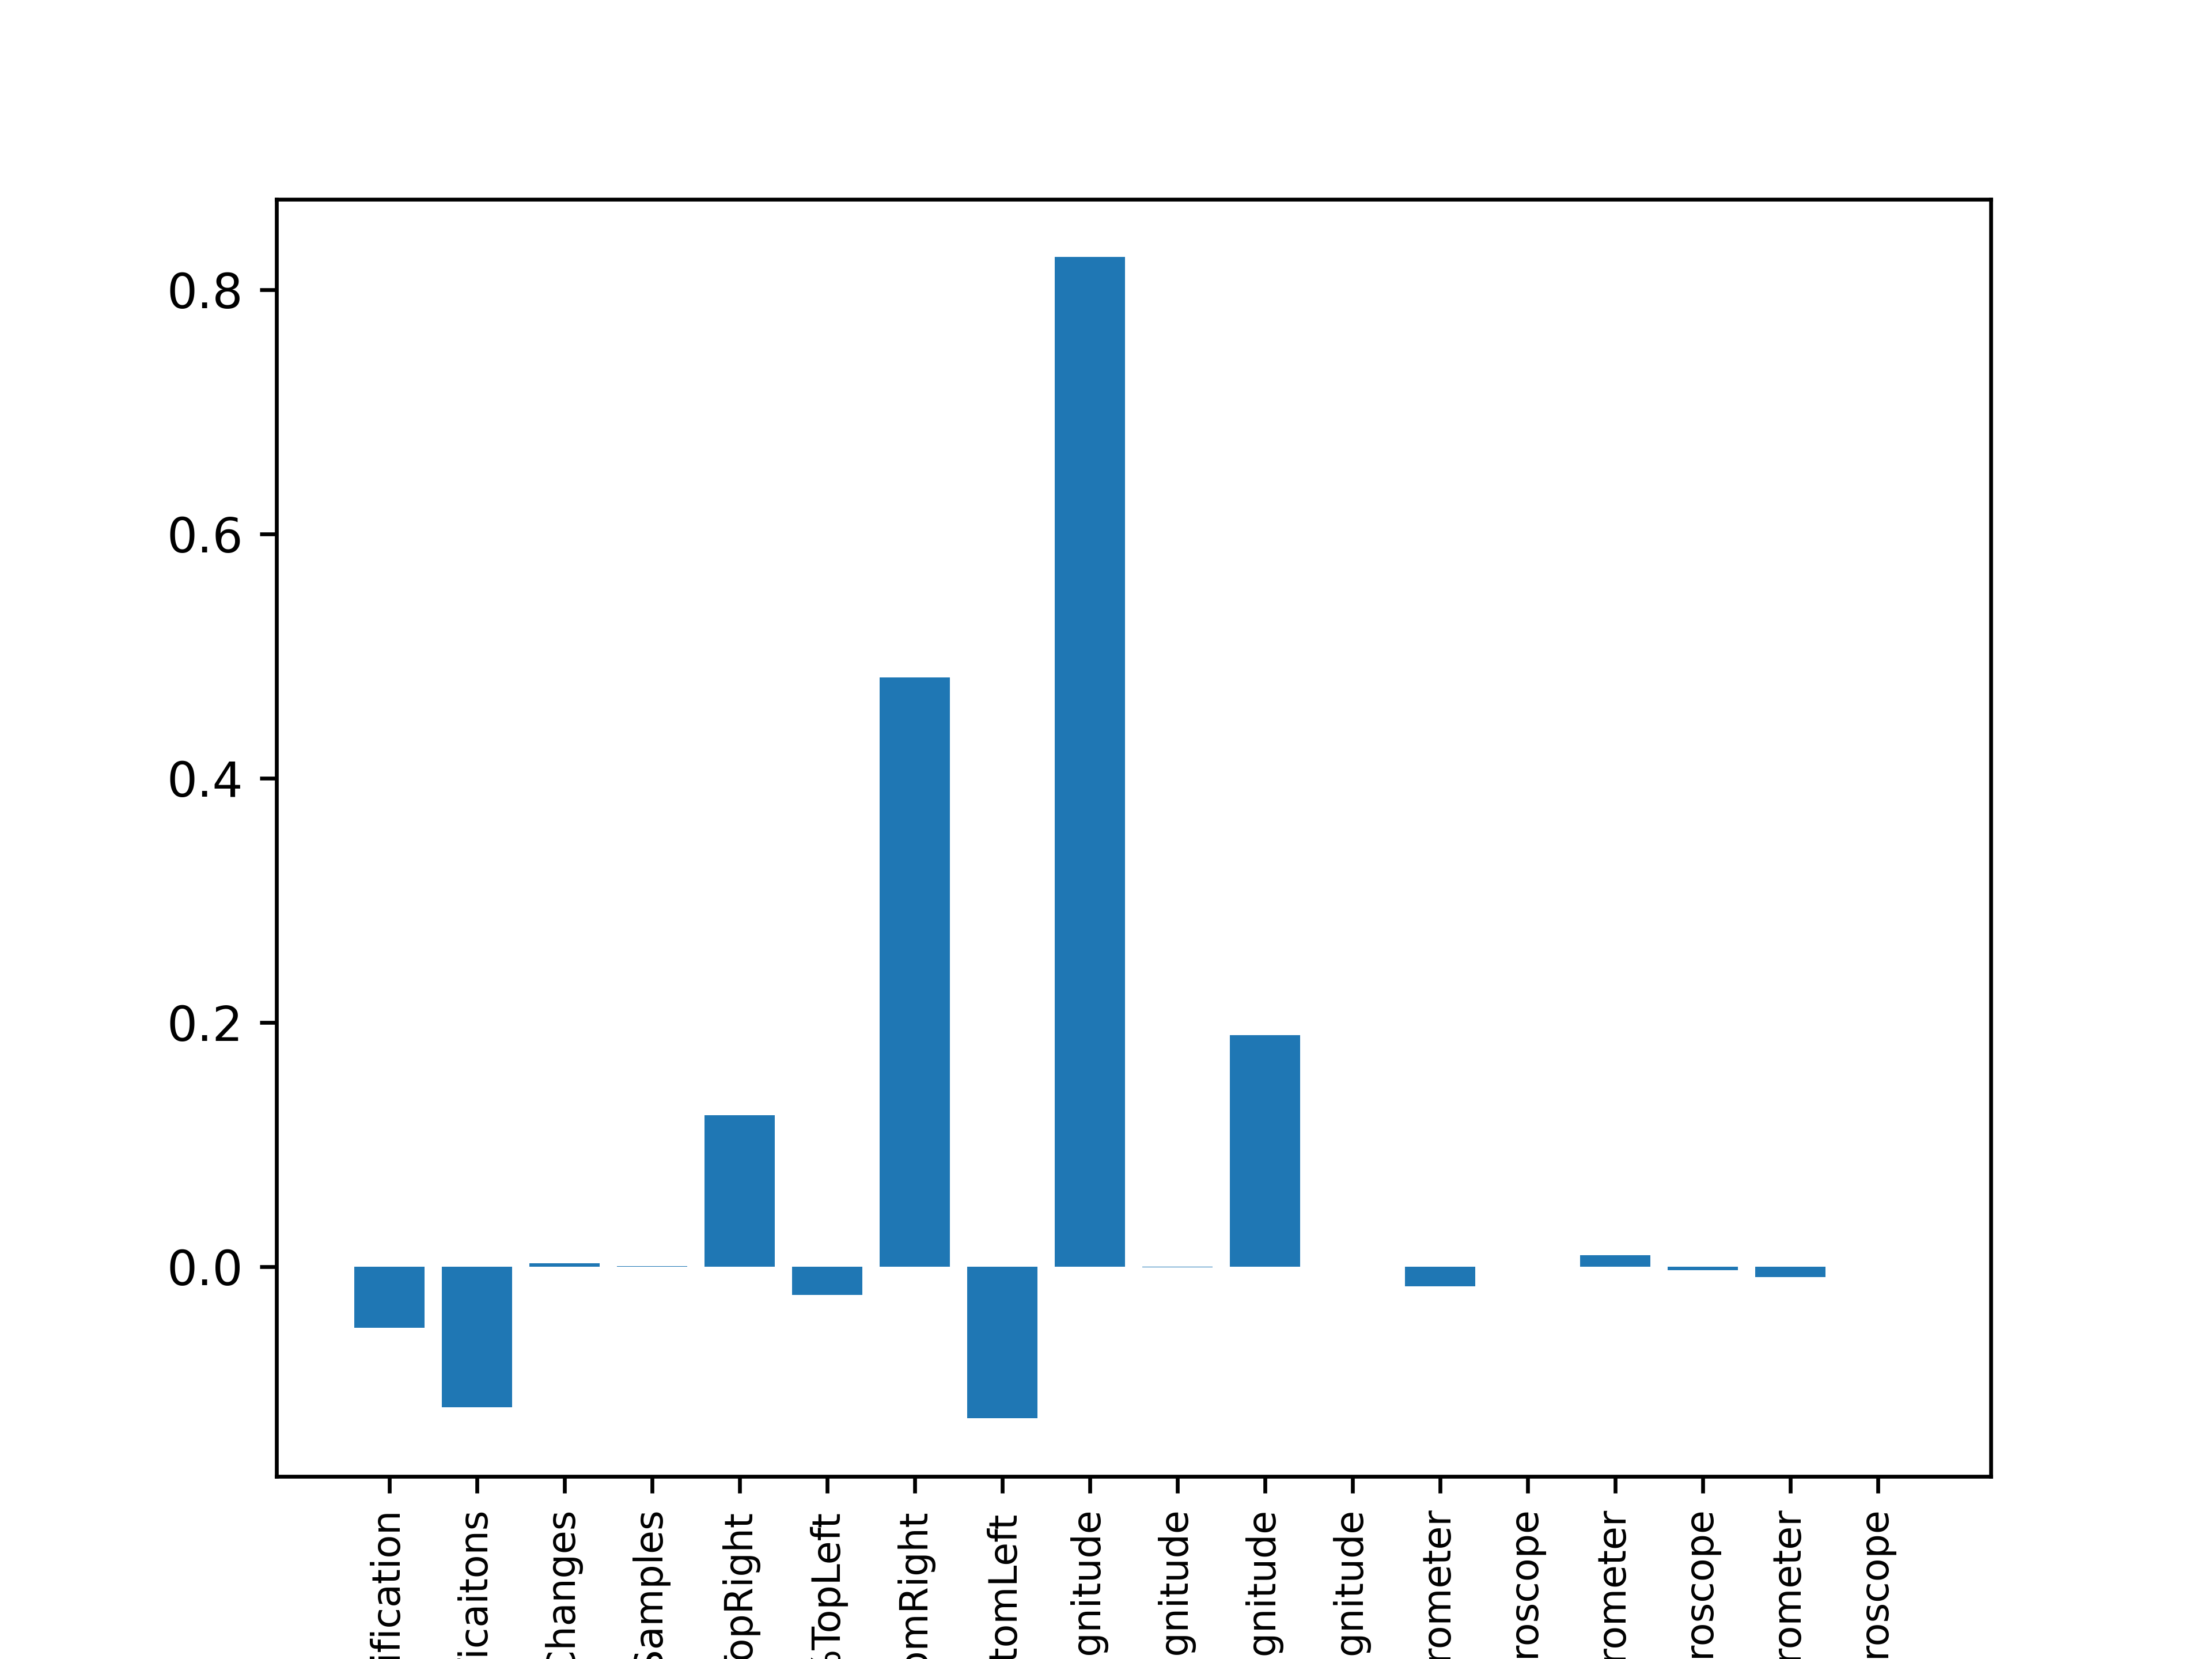 0.8
0.6
0.4
0.2
0.0
ification
icaitons
Changes
Samples
TopRight
%TopLeft
omRight
tomLeft
gnitude
gnitude
gnitude
gnitude
rometer
roscope
rometer
roscope
rometer
roscope